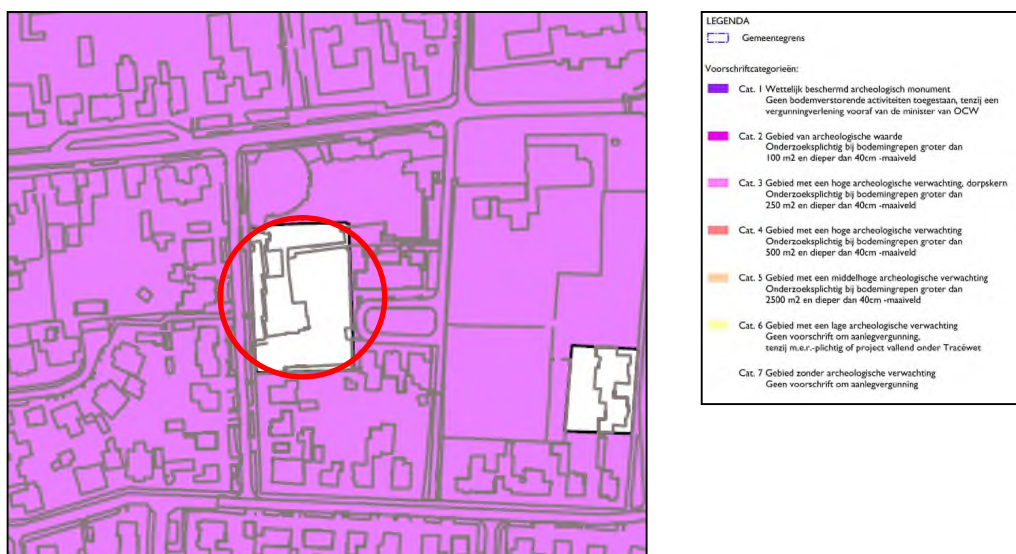 LEGENDA
Gemeentegrens
Voorschriftcategorieën:
Cat. 1 Wettelijk beschermd archeologisch monument
Geen bodemverstorende activiteiten toegestaan, tenzij een
vergunningverlening vooraf van de minister van OCW
Cat. 2 Gebied van archeologische waarde
Onderzoeksplichtig bij bodemingrepen groter dan
100 m2 en dieper dan 40cm -maaiveld
Cat. 3 Gebied met een hoge archeologische verwachting, dorpskern
Onderzoeksplichtig bij bodemingrepen groter dan
250 m2 en dieper dan 40cm -maaiveld
Cat. 4 Gebied met een hoge archeologische verwachting
Onderzoeksplichtig bij bodemingrepen groter dan
500 m2 en dieper dan 40cm -maaiveld
Cat. 5 Gebied met een middelhoge archeologische verwachting
Onderzoeksplichtig bij bodemingrepen groter dan
2500 m2 en dieper dan 40cm -maaiveld
Cat. 6 Gebied met een lage archeologische verwachting
Geen voorschrift om aanlegvergunning,
tenzij m.e.r.-plichtig of project vallend onder Tracéwet
Cat. 7 Gebied zonder archeologische verwachting
Geen voorschrift om aanlegvergunning